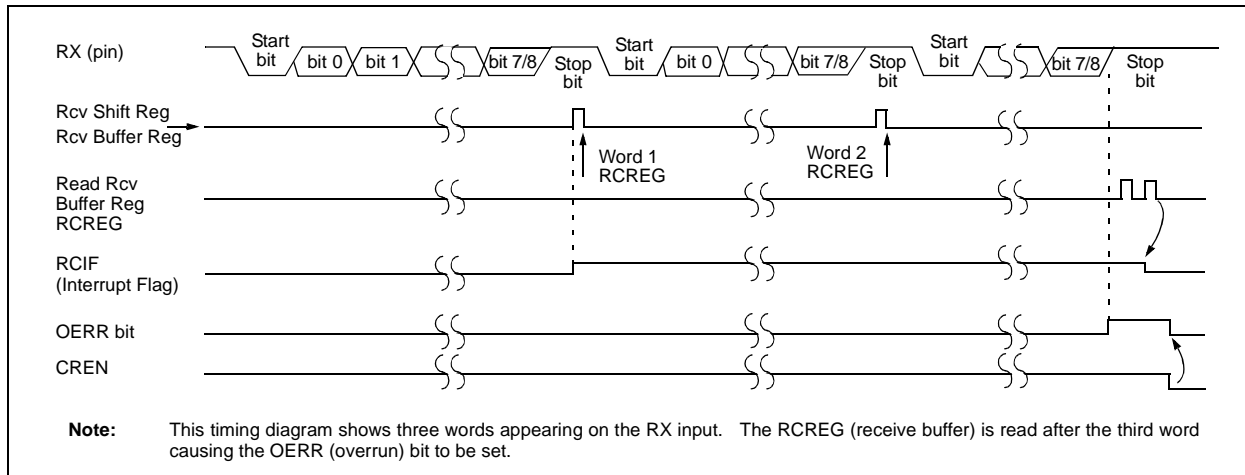 RX (pin)
Start bit
bit 0
bit 1
bit 7/8
Stop bit
Start bit
bit 0
bit 7/8
Stop bit
Start bit
bit 7/8
Stop bit
Rcv Shift Reg
Rcv Buffer Reg
Word 1
RCREG
Word 2
RCREG
Read Rcv
Buffer Reg
RCREG
RCIF
(Interrupt Flag)
OERR bit
CREN
Note: This timing diagram shows three words appearing on the RX input. The RCREG (receive buffer) is read after the third word
causing the OERR (overrun) bit to be set.